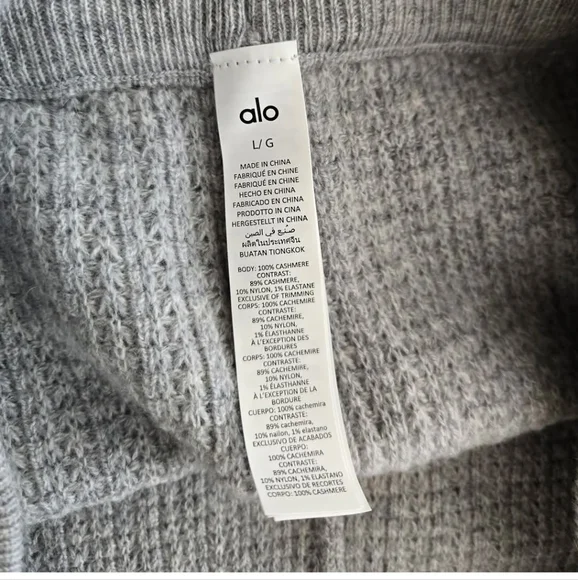 alo
L/ G
MADE IN CHINA
FABRIQUÉ EN CHINE
FABRIQUÉ EN CHINE
HECHO EN CHINA
FABRICADO EN CHINA
PRODOTTO IN CINA
HERGESTELLT IN CHINA
صُنِع في الصين
ผลิตในประเทศจีน
BUATAN TIONGKOK
BODY: 100% CASHMERE
CONTRAST:
89% CASHMERE,
10% NYLON, 1% ELASTANE
EXCLUSIVE OF TRIMMING
CORPS: 100% CACHEMIRE
CONTRASTE:
89% CACHEMIRE,
10% NYLON,
1% ÉLASTHANNE
À L'EXCEPTION DES
BORDURES
CORPS: 100% CACHEMIRE
CONTRASTE:
89% CACHEMIRE,
10% NYLON,
1% ÉLASTHANNE
À L'EXCEPTION DE LA
BORDURE
CUERPO: 100% cachemira
CONTRASTE:
89% cachemira,
10% nailon, 1% elastano
EXCLUSIVO DE ACABADOS
CUERPO:
100% CACHEMIRA
CONTRASTE:
89% CACHEMIRA,
10% NYLON, 1% ELASTANO
EXCLUSIVO DE RECORTES
CORPO: 100% CASHMERE